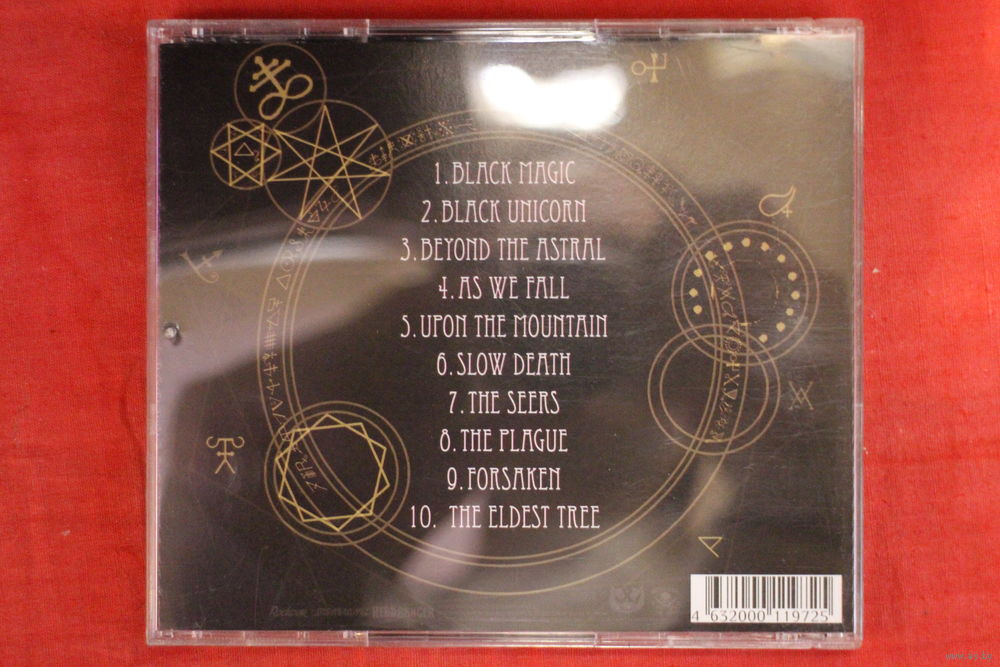 1. BLACK MAGIC
2. BLACK UNICORN
3. BEYOND THE ASTRAL
4. AS WE FALL
5. UPON THE MOUNTAIN
6. SLOW DEATH
7. THE SEERS
8. THE PLAGUE
9. FORSAKEN
10. THE ELDEST TREE
4 632000 119725